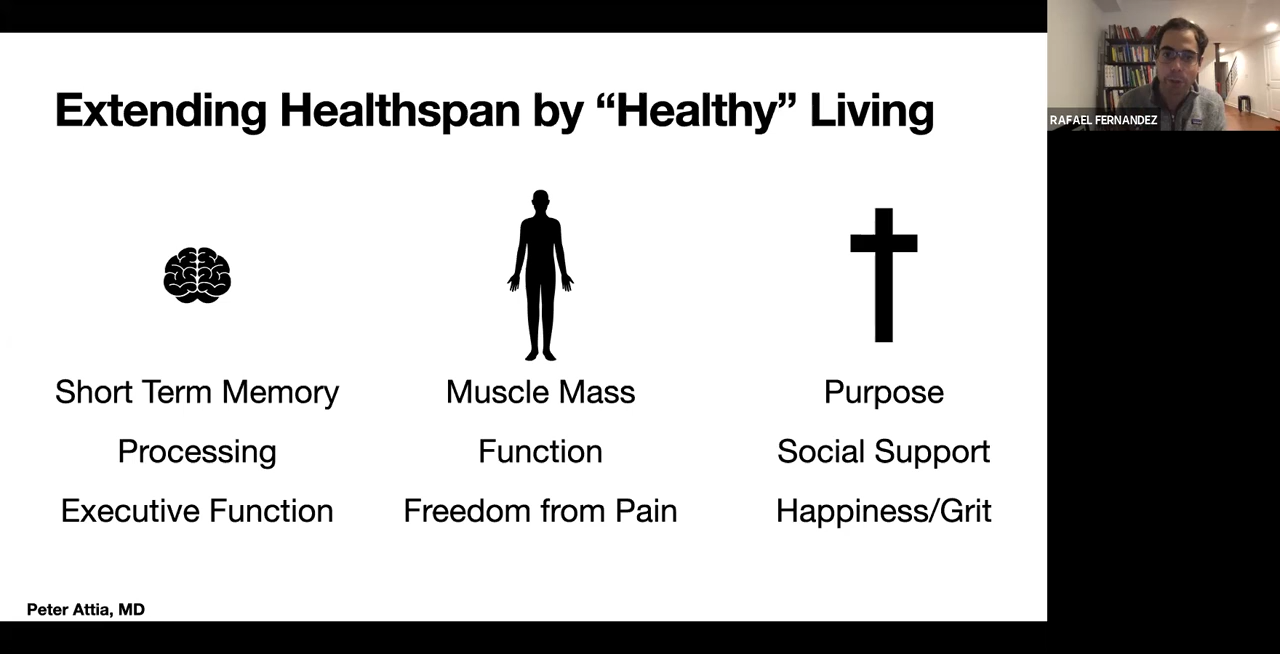 Extending Healthspan by “Healthy” Living
Short Term Memory
Processing
Executive Function
Muscle Mass
Function
Freedom from Pain
Purpose
Social Support
Happiness/Grit
Peter Attia, MD
RAFAEL FERNANDEZ